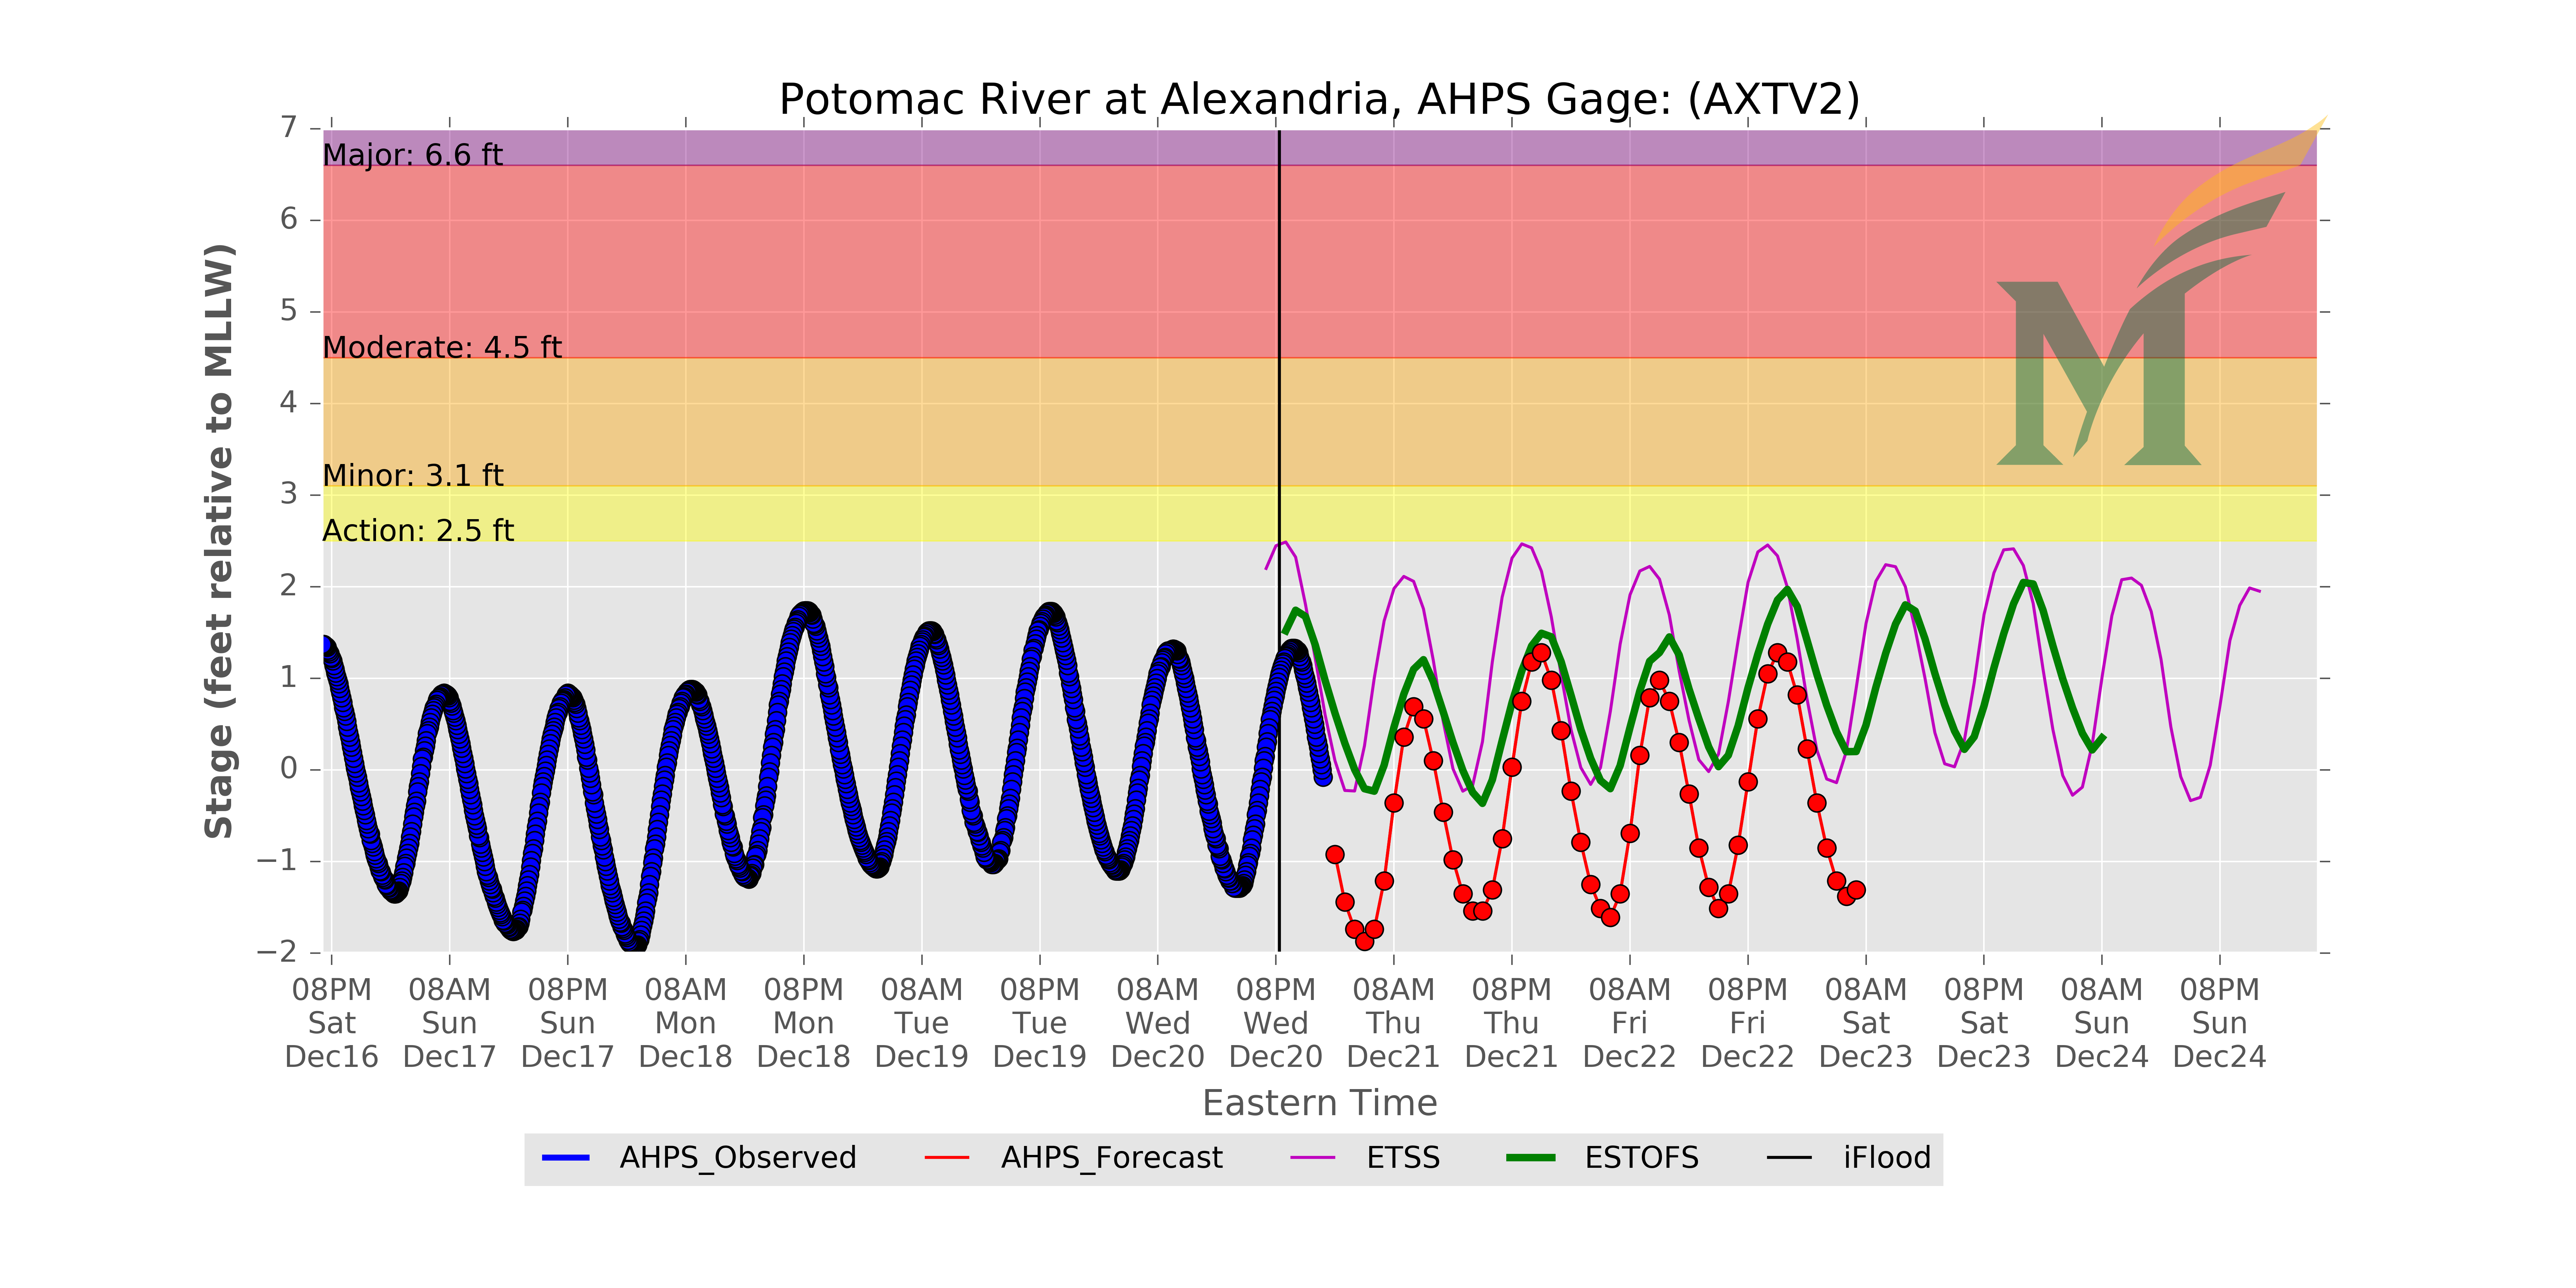 Potomac River at Alexandria, AHPS Gage: (AXTV2)
7
Major: 6.6 ft
6
5
Moderate: 4.5 ft
4
Minor: 3.1 ft
3
Action: 2.5 ft
2
1
0
−1
−2
Stage (feet relative to MLLW)
M
08PM 08AM 08PM 08AM 08PM 08AM 08PM 08AM 08PM 08AM 08PM 08AM 08PM 08AM 08PM 08AM 08PM
Sat Sun Sun Mon Mon Tue Tue Wed Wed Thu Thu Fri Fri Sat Sat Sun Sun
Dec16 Dec17 Dec17 Dec18 Dec18 Dec19 Dec19 Dec20 Dec20 Dec21 Dec21 Dec22 Dec22 Dec23 Dec23 Dec24 Dec24
Eastern Time
AHPS_Observed AHPS_Forecast ETSS ESTOFS iFlood